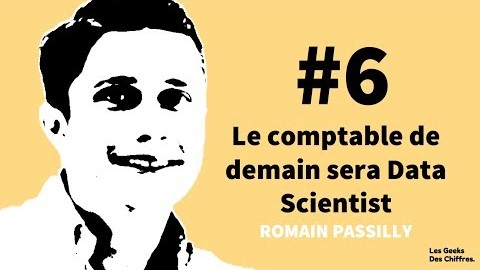 #6
Le comptable de
demain sera Data
Scientist
ROMAIN PASSILLY
Les Geeks
Des Chiffres.